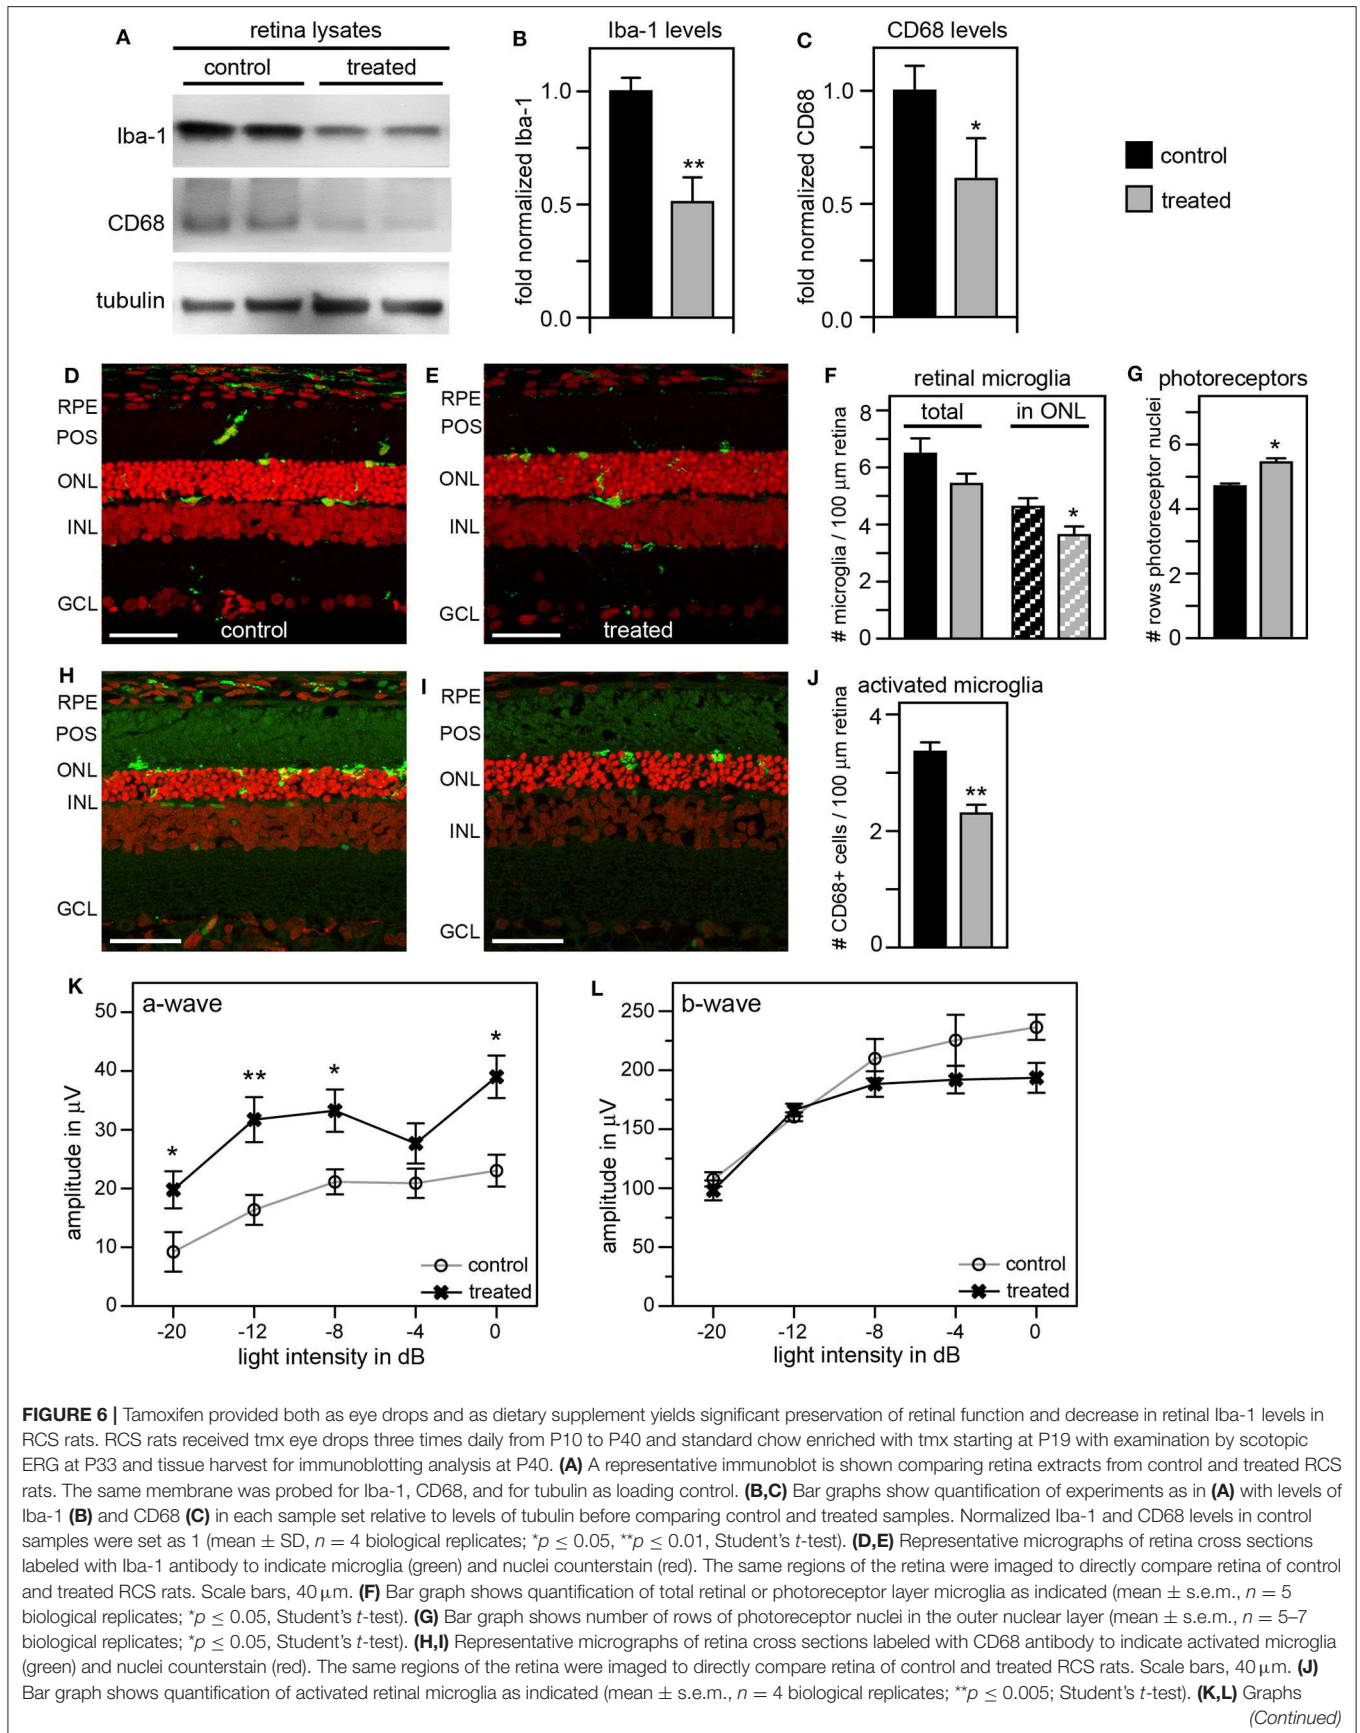 A
retina lysates
control treated
Iba-1
CD68
tubulin
B
Iba-1 levels
fold normalized Iba-1
1.0
0.5
0.0
**
C
CD68 levels
fold normalized CD68
1.0
0.5
0.0
*
control
treated
D
RPE
POS
ONL
INL
GCL
control
E
RPE
POS
ONL
INL
GCL
treated
F
retinal microglia
total in ONL
# microglia / 100 µm retina
8
6
4
2
0
*
G photoreceptors
# rows photoreceptor nuclei
6
4
2
0
*
H
RPE
POS
ONL
INL
GCL
I
RPE
POS
ONL
INL
GCL
J
activated microglia
# CD68+ cells / 100 µm retina
4
2
0
**
K
a-wave
amplitude in µV
50
40
30
20
10
0
* ** * *
control
treated
-20 -12 -8 -4 0
light intensity in dB
L
b-wave
amplitude in µV
250
200
150
100
50
0
control
treated
-20 -12 -8 -4 0
light intensity in dB
FIGURE 6 | Tamoxifen provided both as eye drops and as dietary supplement yields significant preservation of retinal function and decrease in retinal Iba-1 levels in
RCS rats. RCS rats received tmx eye drops three times daily from P10 to P40 and standard chow enriched with tmx starting at P19 with examination by scotopic
ERG at P33 and tissue harvest for immunoblotting analysis at P40. (A) A representative immunoblot is shown comparing retina extracts from control and treated RCS
rats. The same membrane was probed for Iba-1, CD68, and for tubulin as loading control. (B,C) Bar graphs show quantification of experiments as in (A) with levels of
Iba-1 (B) and CD68 (C) in each sample set relative to levels of tubulin before comparing control and treated samples. Normalized Iba-1 and CD68 levels in control
samples were set as 1 (mean ± SD, n = 4 biological replicates; *p ≤ 0.05, **p ≤ 0.01, Student's t-test). (D,E) Representative micrographs of retina cross sections
labeled with Iba-1 antibody to indicate microglia (green) and nuclei counterstain (red). The same regions of the retina were imaged to directly compare retina of control
and treated RCS rats. Scale bars, 40 µm. (F) Bar graph shows quantification of total retinal or photoreceptor layer microglia as indicated (mean ± s.e.m., n = 5
biological replicates; *p ≤ 0.05, Student's t-test). (G) Bar graph shows number of rows of photoreceptor nuclei in the outer nuclear layer (mean ± s.e.m., n = 5–7
biological replicates; *p ≤ 0.05, Student's t-test). (H,I) Representative micrographs of retina cross sections labeled with CD68 antibody to indicate activated microglia
(green) and nuclei counterstain (red). The same regions of the retina were imaged to directly compare retina of control and treated RCS rats. Scale bars, 40 µm. (J)
Bar graph shows quantification of activated retinal microglia as indicated (mean ± s.e.m., n = 4 biological replicates; **p ≤ 0.005; Student's t-test). (K,L) Graphs
(Continued)